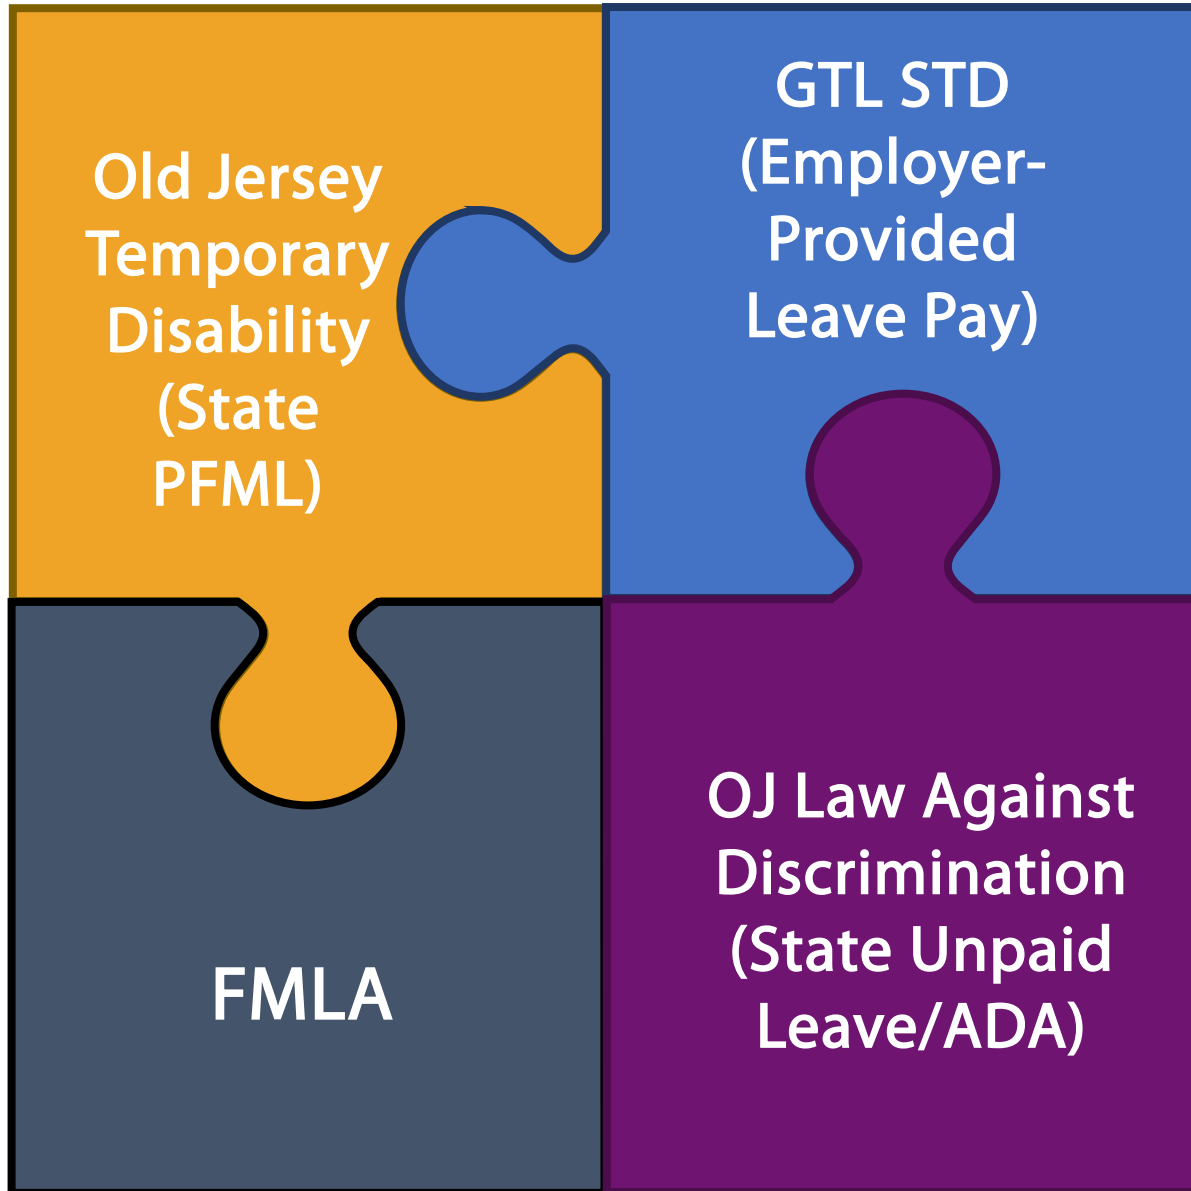 Old Jersey
Temporary
Disability
(State
PFML)
GTL STD
(Employer-
Provided
Leave Pay)
FMLA
OJ Law Against
Discrimination
(State Unpaid
Leave/ADA)